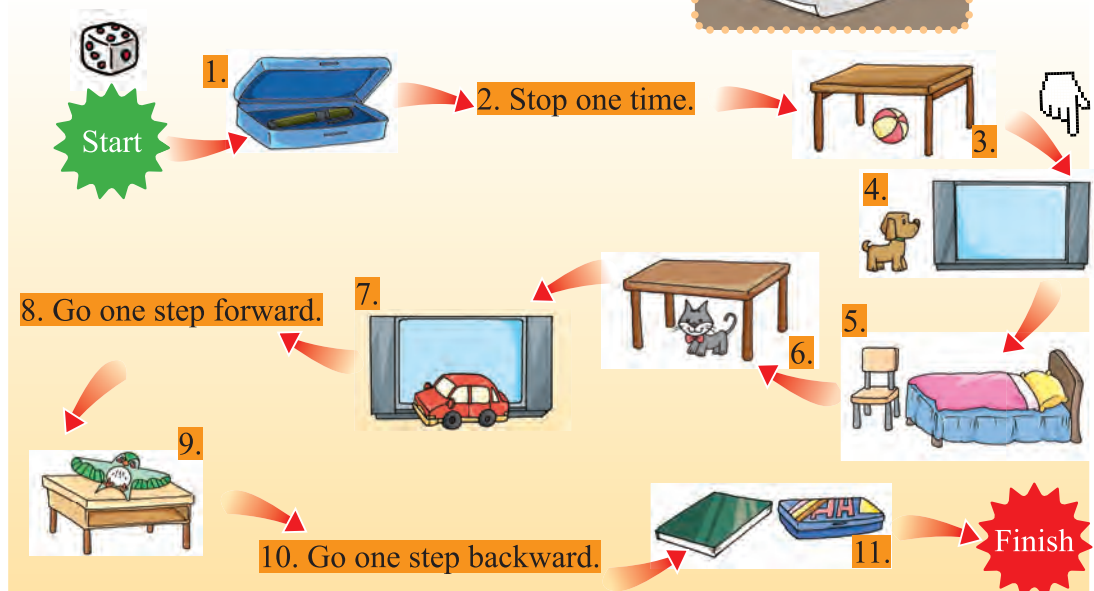 Start
1.
2. Stop one time.
3.
4.
5.
6.
7.
8. Go one step forward.
9.
10. Go one step backward.
11.
Finish